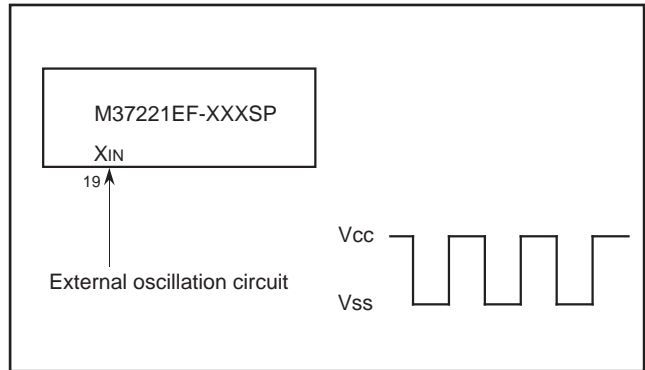 M37221EF-XXXSP
XIN
19
External oscillation circuit
Vcc
Vss